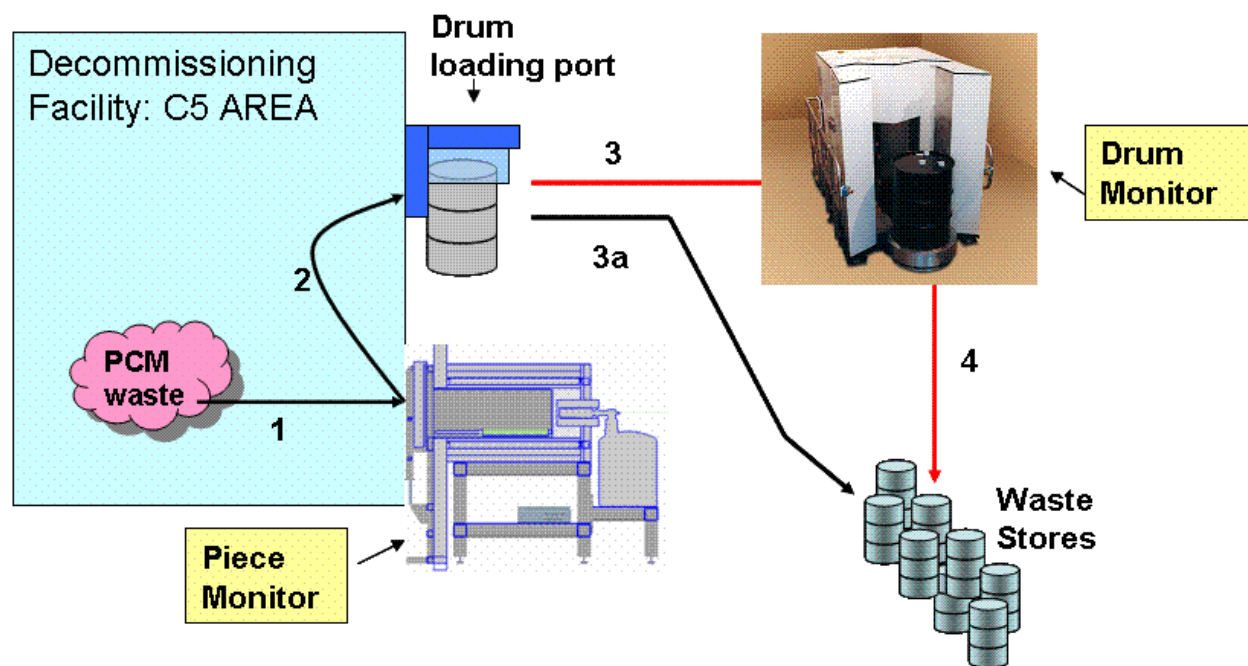 Decommissioning
Facility: C5 AREA
Drum
loading port
3
Drum
Monitor
3a
2
PCM
waste
1
4
Piece
Monitor
Waste
Stores